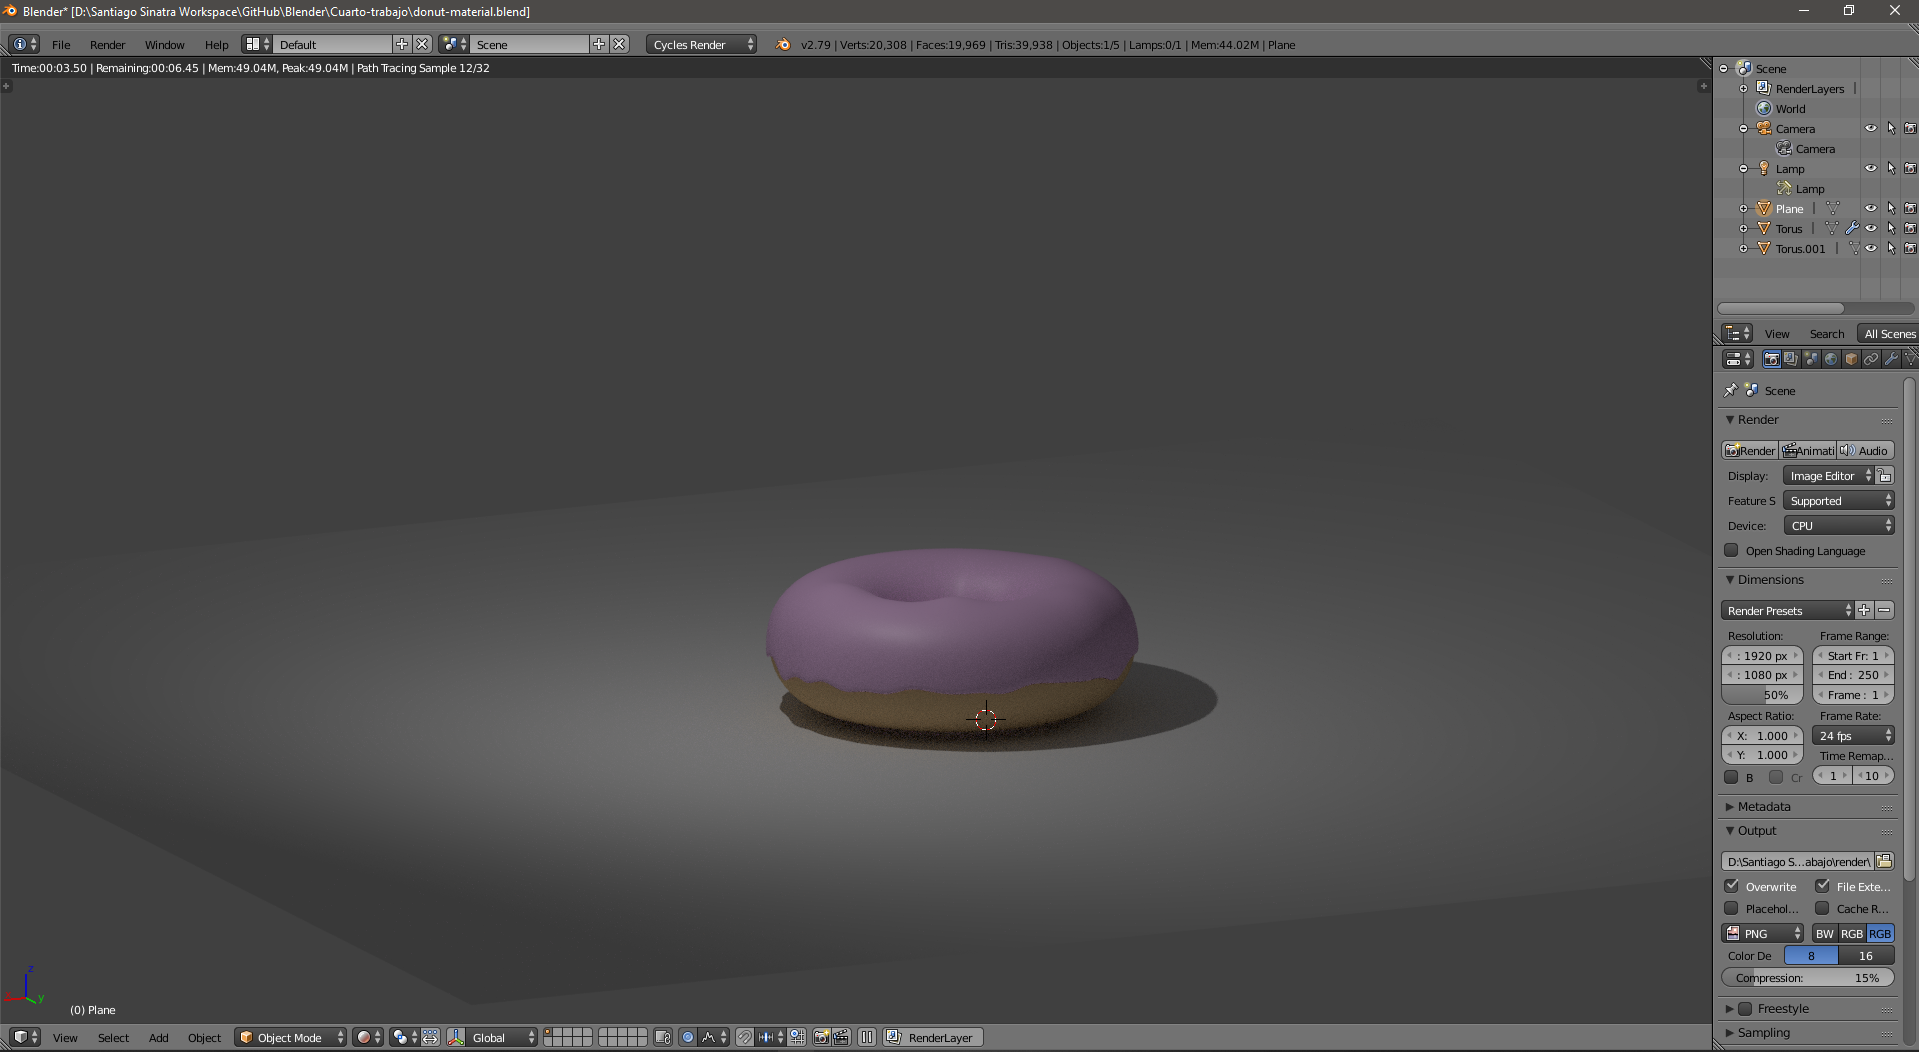 Blender* [D:\Santiago Sinatra Workspace\GitHub\Blender\Cuarto-trabajo\donut-material.blend]
File Render Window Help Default Scene Cycles Render v2.79 | Verts:20,308 | Faces:19,969 | Tris:39,938 | Objects:1/5 | Lamps:0/1 | Mem:44.02M | Plane
Time:00:03.50 | Remaining:00:06.45 | Mem:49.04M, Peak:49.04M | Path Tracing Sample 12/32
Scene
RenderLayers |
World
Camera
Camera
Lamp
Lamp
Plane |
Torus |
Torus.001 |
View Search All Scenes
Scene
Render
Render Animati Audio
Display: Image Editor
Feature S Supported
Device: CPU
Open Shading Language
Dimensions
Render Presets
Resolution: Frame Range:
: 1920 px Start Fr: 1
: 1080 px End : 250
50% Frame : 1
Aspect Ratio: Frame Rate:
X: 1.000 24 fps
Y: 1.000 Time Remap...
B Cr 1 10
Metadata
Output
D:\Santiago S...abajo\render\
Overwrite File Exte...
Placehol... Cache R...
PNG BW RGB RGB
Color De 8 16
Compression: 15%
Freestyle
Sampling
z
x y
(0) Plane
View Select Add Object Object Mode Global RenderLayer